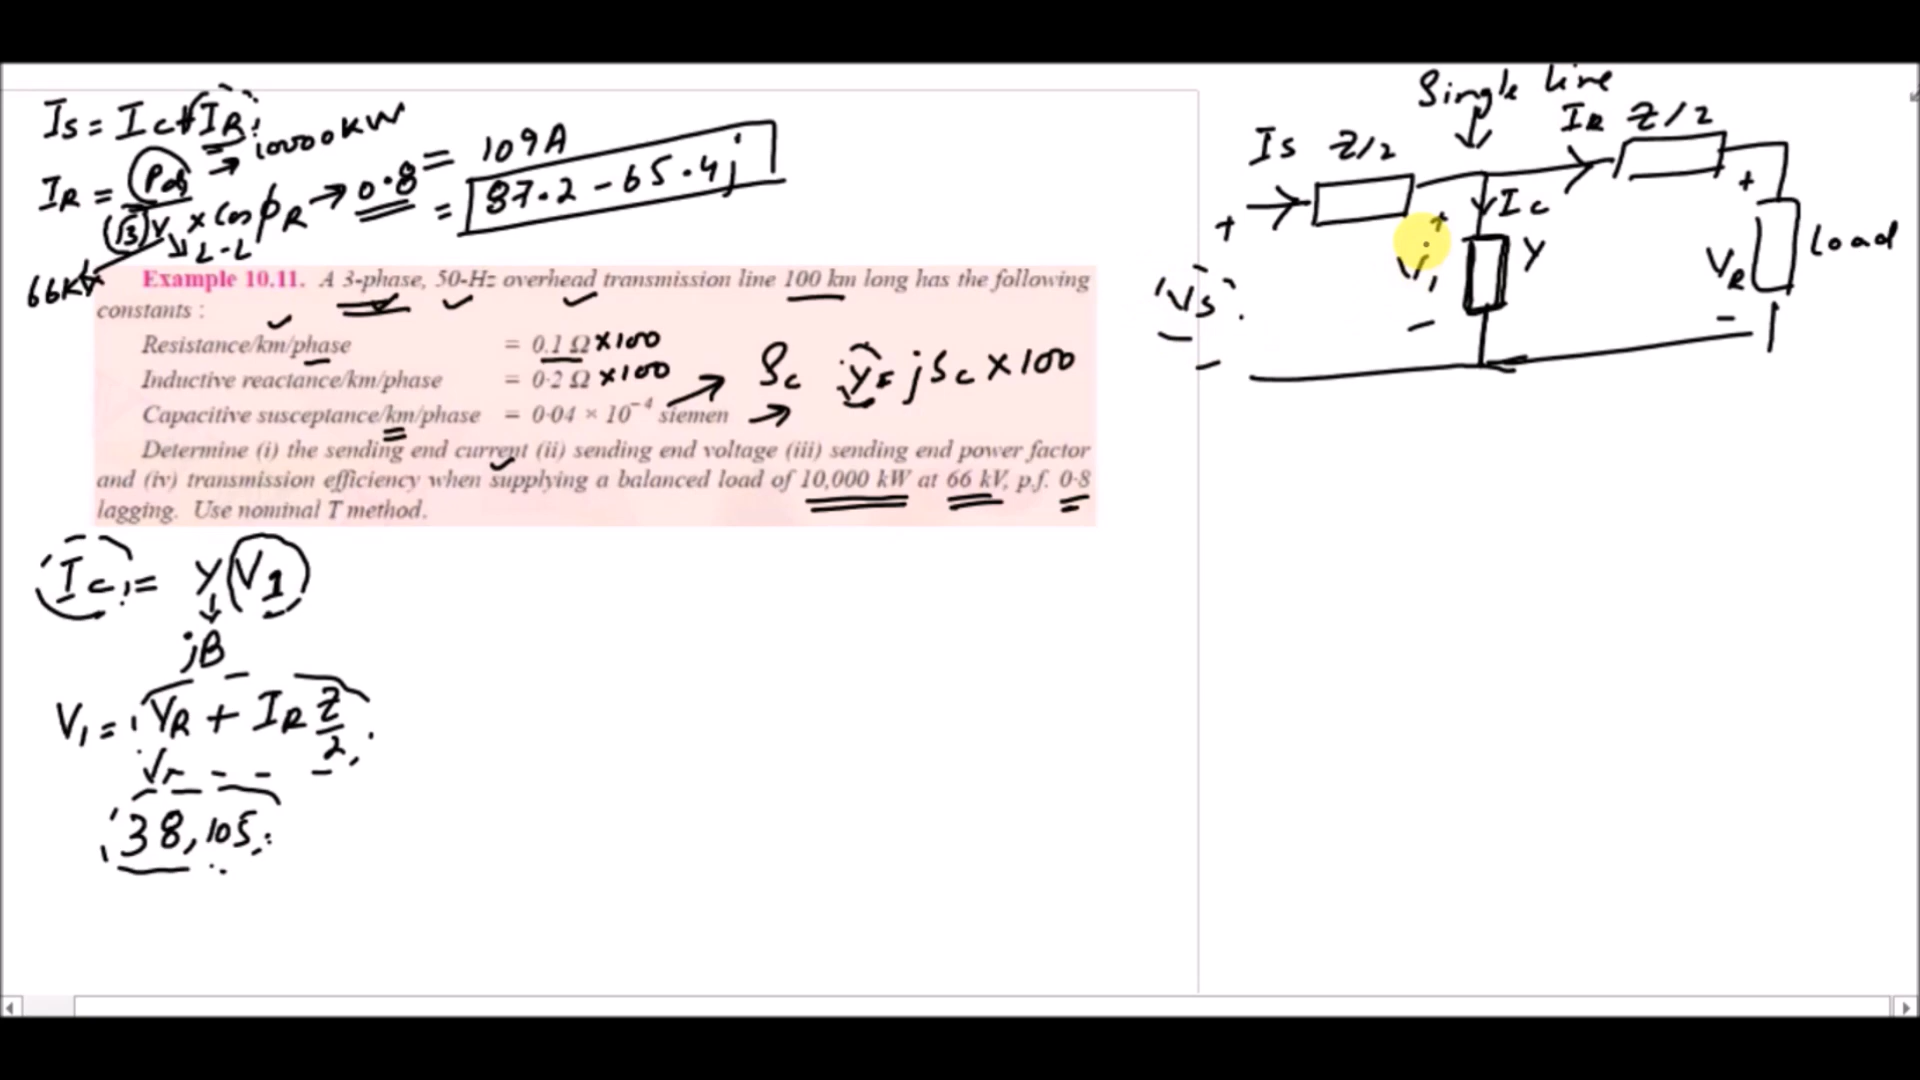 Is = Ic + IR
→ 10000 kW
IR = Pdel / √3 V × Cos φR → 0.8 = 109 A
= 87.2 - 65.4j
L-L
66 kV
Example 10.11. A 3-phase, 50-Hz overhead transmission line 100 km long has the following
constants :
Resistance/km/phase = 0.1 Ω ×100
Inductive reactance/km/phase = 0·2 Ω ×100
Capacitive susceptance/km/phase = 0·04 × 10⁻⁴ siemen
Sc jy = jSc × 100
Determine (i) the sending end current (ii) sending end voltage (iii) sending end power factor
and (iv) transmission efficiency when supplying a balanced load of 10,000 kW at 66 kV, p.f. 0·8
lagging. Use nominal T method.
Ic = Y V1
jB
V1 = VR + IR Z/2
38,105
Single line
Is Z/2 IR Z/2
+ Ic +
+ V1 Y VR Load
Vs
- - -